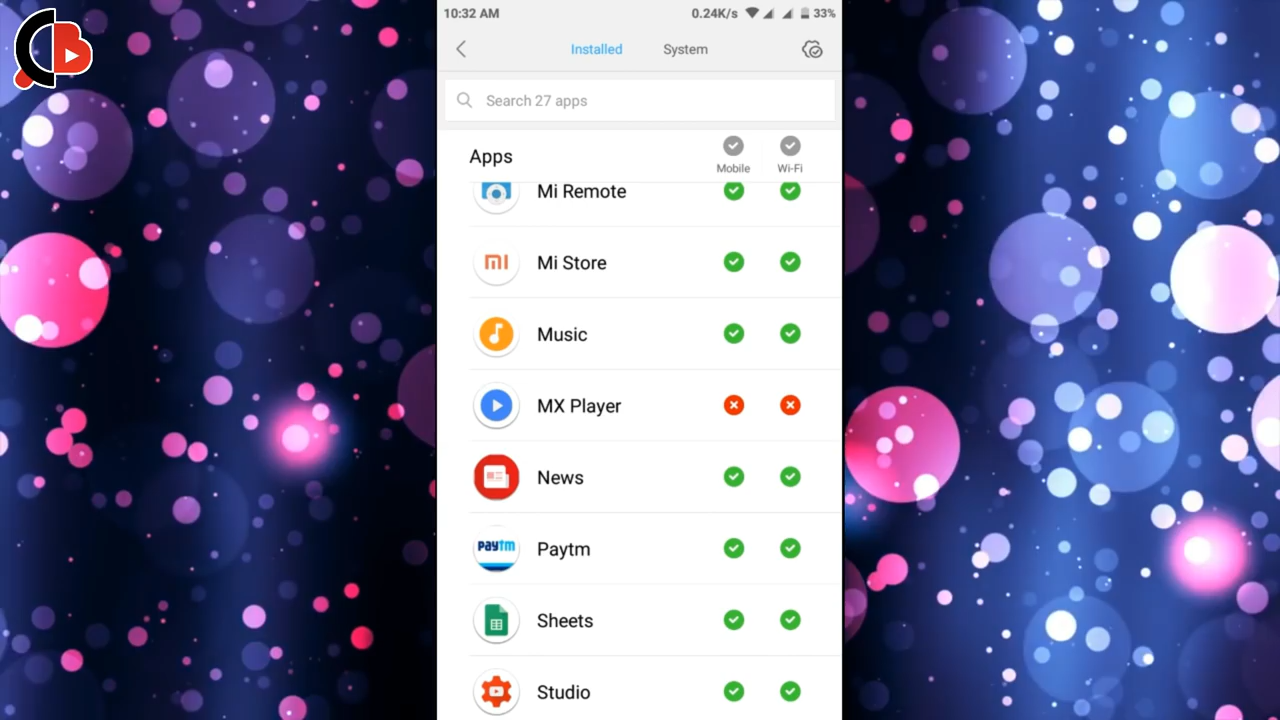 10:32 AM 0.24K/s 33%
Installed System
Search 27 apps
Apps Mobile Wi-Fi
Mi Remote
Mi Store
Music
MX Player
News
Paytm
Sheets
Studio